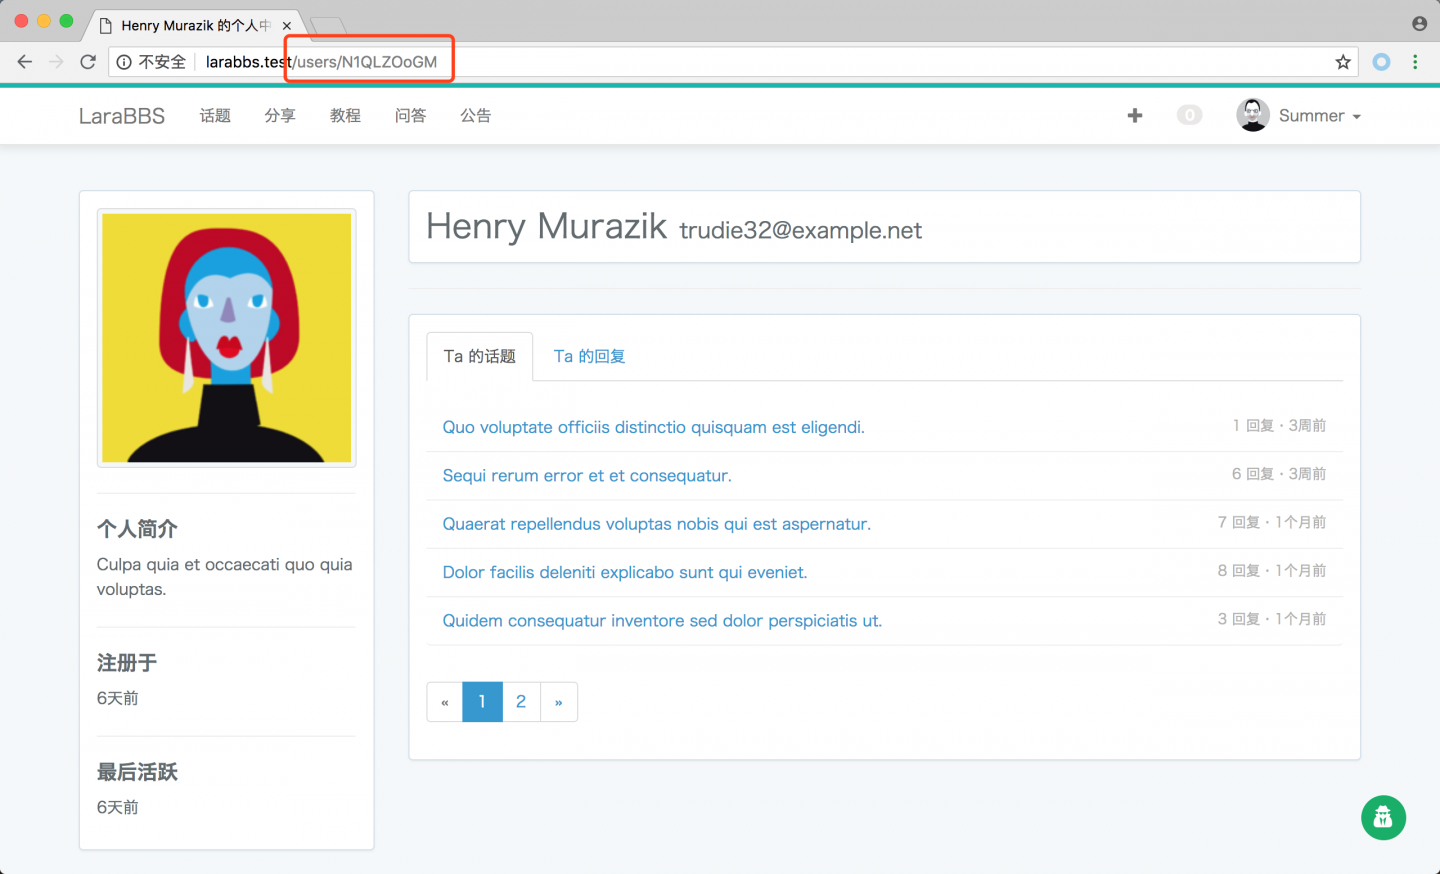 Henry Murazik 的个人中
不安全 larabbs.test/users/N1QLZOoGM
LaraBBS 话题 分享 教程 问答 公告 0 Summer
Henry Murazik trudie32@example.net
Ta 的话题 Ta 的回复
Quo voluptate officiis distinctio quisquam est eligendi. 1 回复 · 3周前
Sequi rerum error et et consequatur. 6 回复 · 3周前
Quaerat repellendus voluptas nobis qui est aspernatur. 7 回复 · 1个月前
Dolor facilis deleniti explicabo sunt qui eveniet. 8 回复 · 1个月前
Quidem consequatur inventore sed dolor perspiciatis ut. 3 回复 · 1个月前
« 1 2 »
个人简介
Culpa quia et occaecati quo quia
voluptas.
注册于
6天前
最后活跃
6天前